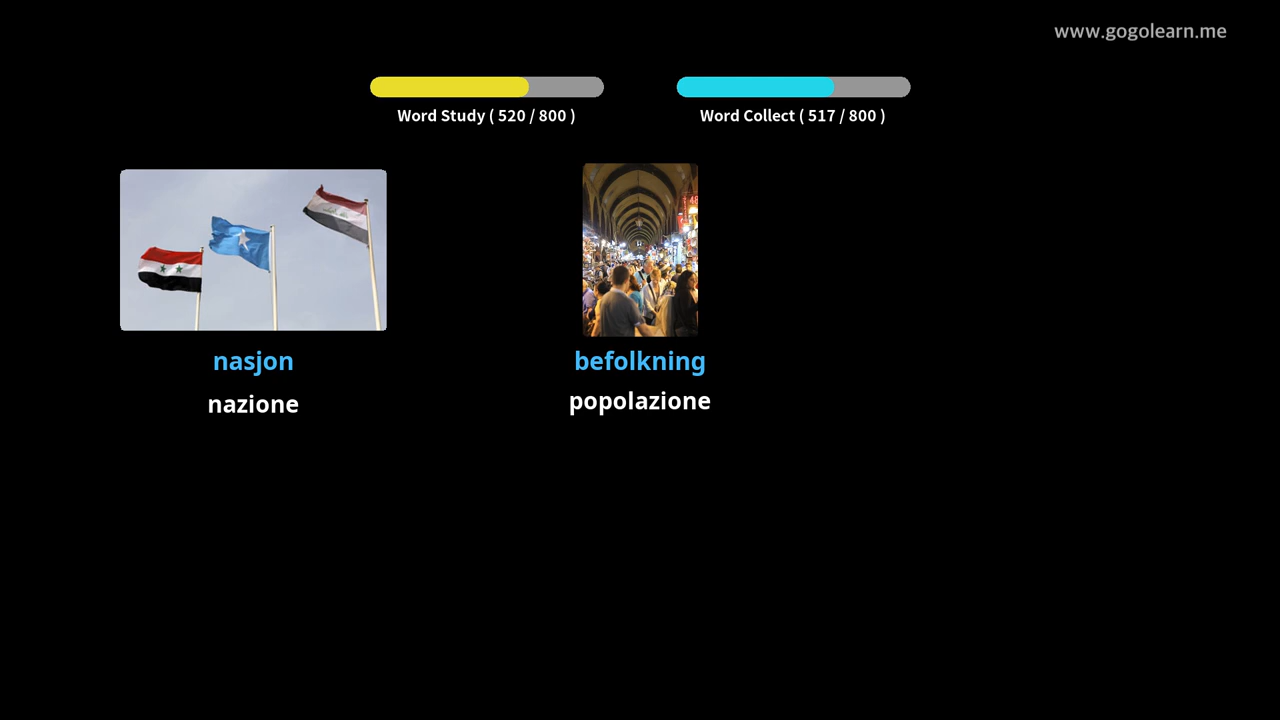 www.gogolearn.me
Word Study ( 520 / 800 )
Word Collect ( 517 / 800 )
nasjon
nazione
befolkning
popolazione